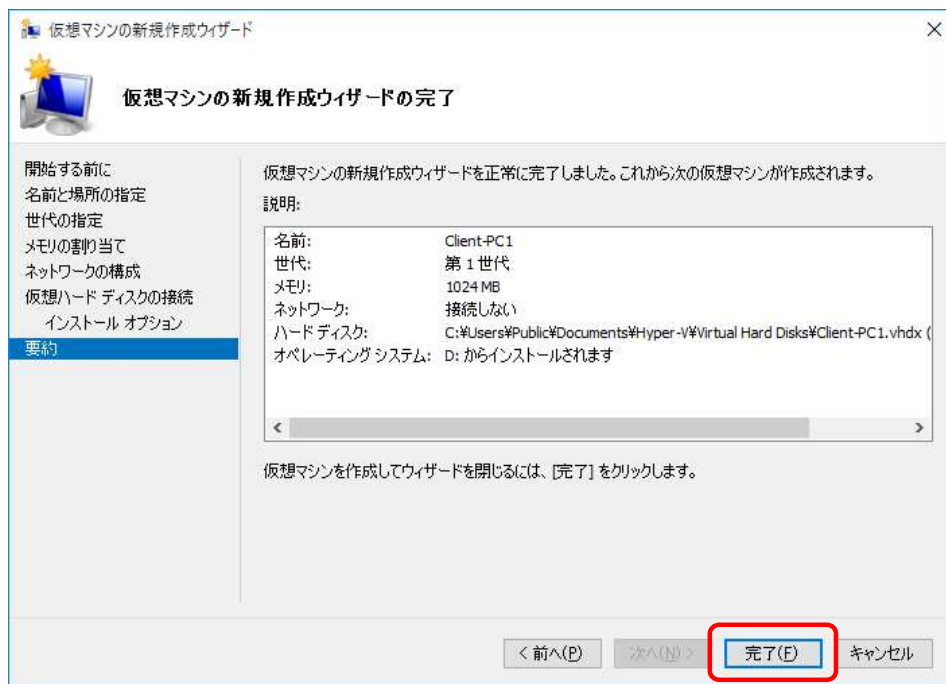 仮想マシンの新規作成ウィザード
仮想マシンの新規作成ウィザードの完了
開始する前に
名前と場所の指定
世代の指定
メモリの割り当て
ネットワークの構成
仮想ハード ディスクの接続
インストール オプション
要約
仮想マシンの新規作成ウィザードを正常に完了しました。これから次の仮想マシンが作成されます。
説明:
名前: Client-PC1
世代: 第 1 世代
メモリ: 1024 MB
ネットワーク: 接続しない
ハード ディスク: C:¥Users¥Public¥Documents¥Hyper-V¥Virtual Hard Disks¥Client-PC1.vhdx (
オペレーティング システム: D: からインストールされます
仮想マシンを作成してウィザードを閉じるには、[完了] をクリックします。
< 前へ(P) 次へ(N) > 完了(F) キャンセル